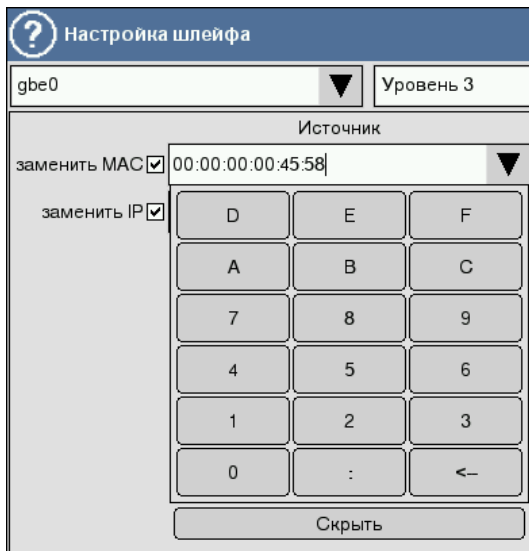 ? Настройка шлейфа
gbe0 Уровень 3
Источник
заменить MAC 00:00:00:00:45:58
заменить IP D E F
A B C
7 8 9
4 5 6
1 2 3
0 : <–
Скрыть